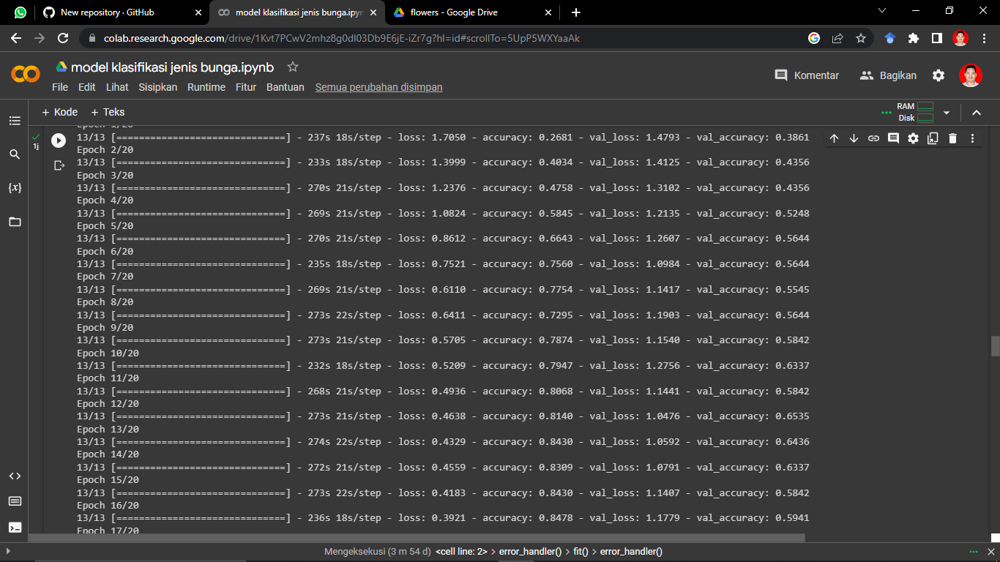 New repository · GitHub
model klasifikasi jenis bunga.ipyn
flowers - Google Drive
colab.research.google.com/drive/1Kvt7PCwV2mhz8g0dI03Db9E6jE-iZr7g?hl=id#scrollTo=5UpP5WXYaaAk
model klasifikasi jenis bunga.ipynb
Komentar
Bagikan
File Edit Lihat Sisipkan Runtime Fitur Bantuan Semua perubahan disimpan
+ Kode + Teks
RAM
Disk
Epoch 1/20
1j
13/13 [==============================] - 237s 18s/step - loss: 1.7050 - accuracy: 0.2681 - val_loss: 1.4793 - val_accuracy: 0.3861
Epoch 2/20
13/13 [==============================] - 233s 18s/step - loss: 1.3999 - accuracy: 0.4034 - val_loss: 1.4125 - val_accuracy: 0.4356
Epoch 3/20
13/13 [==============================] - 270s 21s/step - loss: 1.2376 - accuracy: 0.4758 - val_loss: 1.3102 - val_accuracy: 0.4356
Epoch 4/20
13/13 [==============================] - 269s 21s/step - loss: 1.0824 - accuracy: 0.5845 - val_loss: 1.2135 - val_accuracy: 0.5248
Epoch 5/20
13/13 [==============================] - 270s 21s/step - loss: 0.8612 - accuracy: 0.6643 - val_loss: 1.2607 - val_accuracy: 0.5644
Epoch 6/20
13/13 [==============================] - 235s 18s/step - loss: 0.7521 - accuracy: 0.7560 - val_loss: 1.0984 - val_accuracy: 0.5644
Epoch 7/20
13/13 [==============================] - 269s 21s/step - loss: 0.6110 - accuracy: 0.7754 - val_loss: 1.1417 - val_accuracy: 0.5545
Epoch 8/20
13/13 [==============================] - 273s 22s/step - loss: 0.6411 - accuracy: 0.7295 - val_loss: 1.1903 - val_accuracy: 0.5644
Epoch 9/20
13/13 [==============================] - 273s 21s/step - loss: 0.5705 - accuracy: 0.7874 - val_loss: 1.1540 - val_accuracy: 0.5842
Epoch 10/20
13/13 [==============================] - 232s 18s/step - loss: 0.5209 - accuracy: 0.7947 - val_loss: 1.2756 - val_accuracy: 0.6337
Epoch 11/20
13/13 [==============================] - 268s 21s/step - loss: 0.4936 - accuracy: 0.8068 - val_loss: 1.1441 - val_accuracy: 0.5842
Epoch 12/20
13/13 [==============================] - 273s 21s/step - loss: 0.4638 - accuracy: 0.8140 - val_loss: 1.0476 - val_accuracy: 0.6535
Epoch 13/20
13/13 [==============================] - 274s 22s/step - loss: 0.4329 - accuracy: 0.8430 - val_loss: 1.0592 - val_accuracy: 0.6436
Epoch 14/20
13/13 [==============================] - 272s 21s/step - loss: 0.4559 - accuracy: 0.8309 - val_loss: 1.0791 - val_accuracy: 0.6337
Epoch 15/20
13/13 [==============================] - 273s 22s/step - loss: 0.4183 - accuracy: 0.8430 - val_loss: 1.1407 - val_accuracy: 0.5842
Epoch 16/20
13/13 [==============================] - 236s 18s/step - loss: 0.3921 - accuracy: 0.8478 - val_loss: 1.1779 - val_accuracy: 0.5941
Epoch 17/20
Mengeksekusi (3 m 54 d) <cell line: 2> > error_handler() > fit() > error_handler()